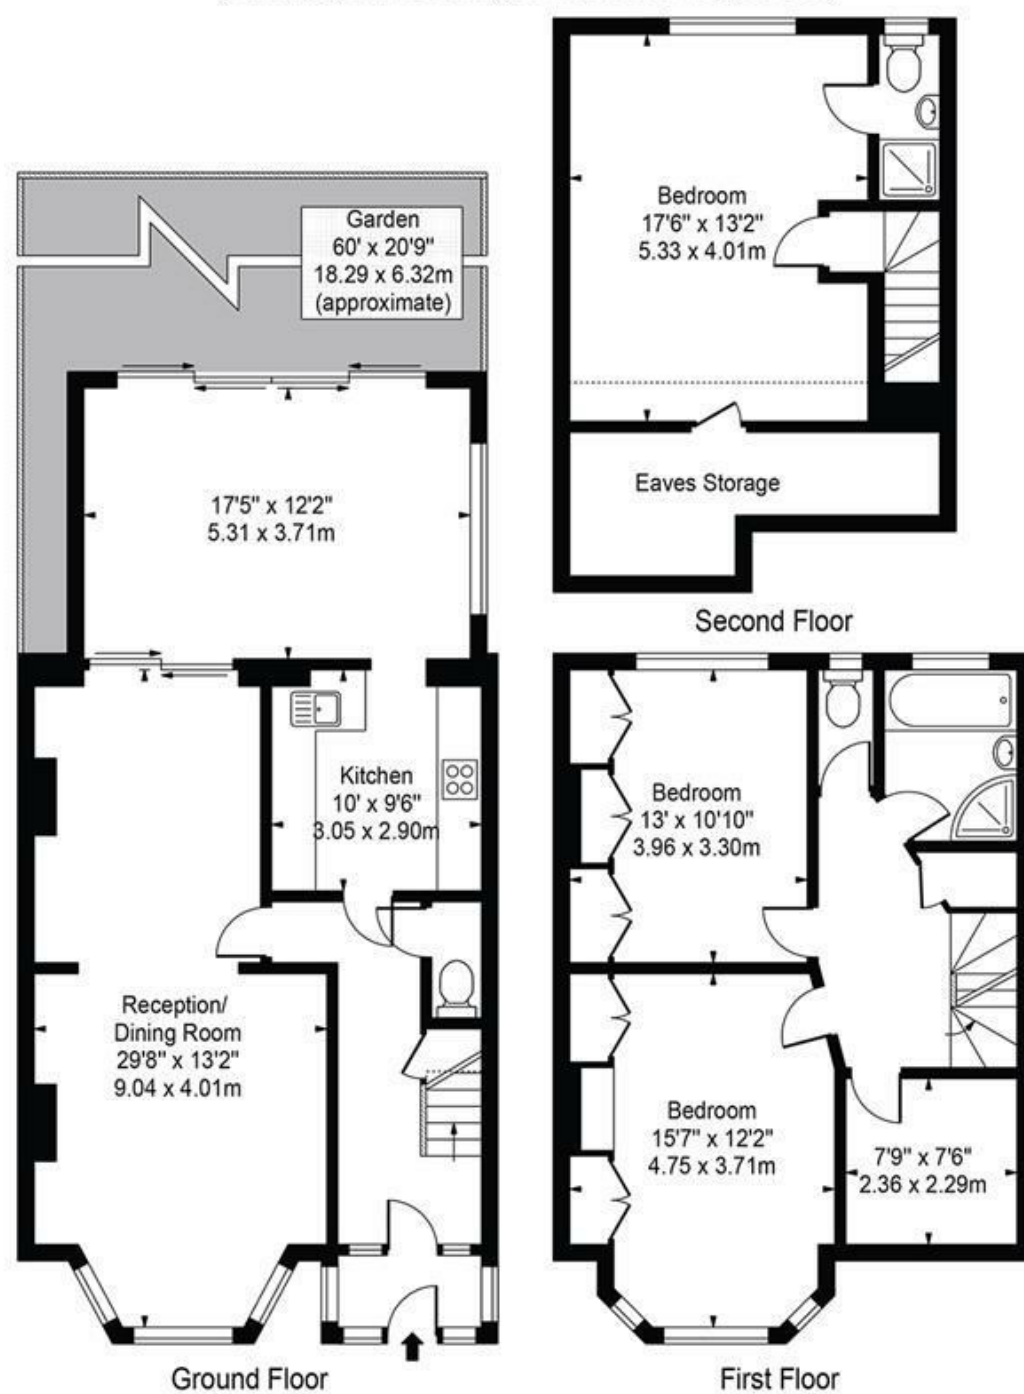 Garden
60' x 20'9"
18.29 x 6.32m
(approximate)
17'5" x 12'2"
5.31 x 3.71m
Kitchen
10' x 9'6"
3.05 x 2.90m
Reception/
Dining Room
29'8" x 13'2"
9.04 x 4.01m
Ground Floor
Bedroom
17'6" x 13'2"
5.33 x 4.01m
Eaves Storage
Second Floor
Bedroom
13' x 10'10"
3.96 x 3.30m
Bedroom
15'7" x 12'2"
4.75 x 3.71m
7'9" x 7'6"
2.36 x 2.29m
First Floor